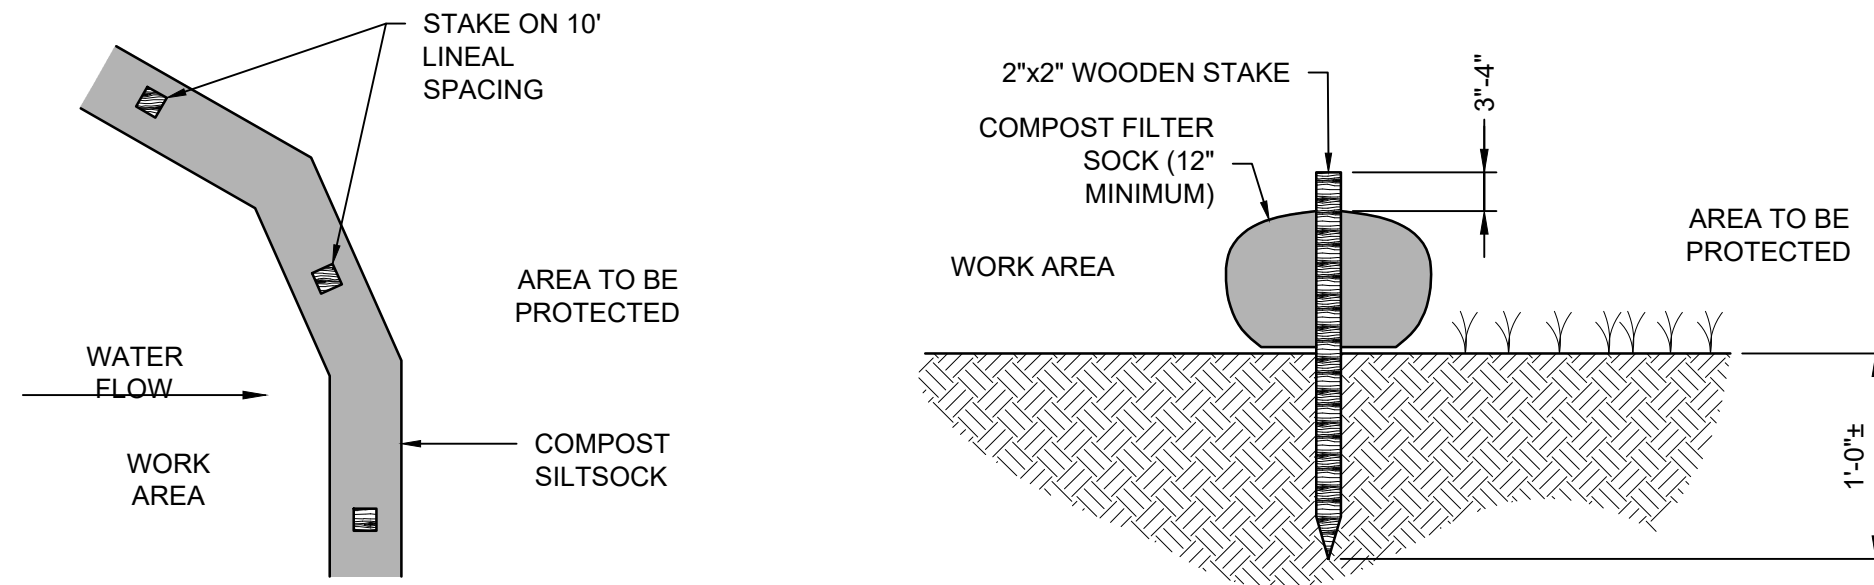 STAKE ON 10'
LINEAL
SPACING
AREA TO BE
PROTECTED
WATER
FLOW
WORK
AREA
COMPOST
SILTSOCK
2"x2" WOODEN STAKE
COMPOST FILTER
SOCK (12"
MINIMUM)
3"-4"
WORK AREA
AREA TO BE
PROTECTED
1'-0"±